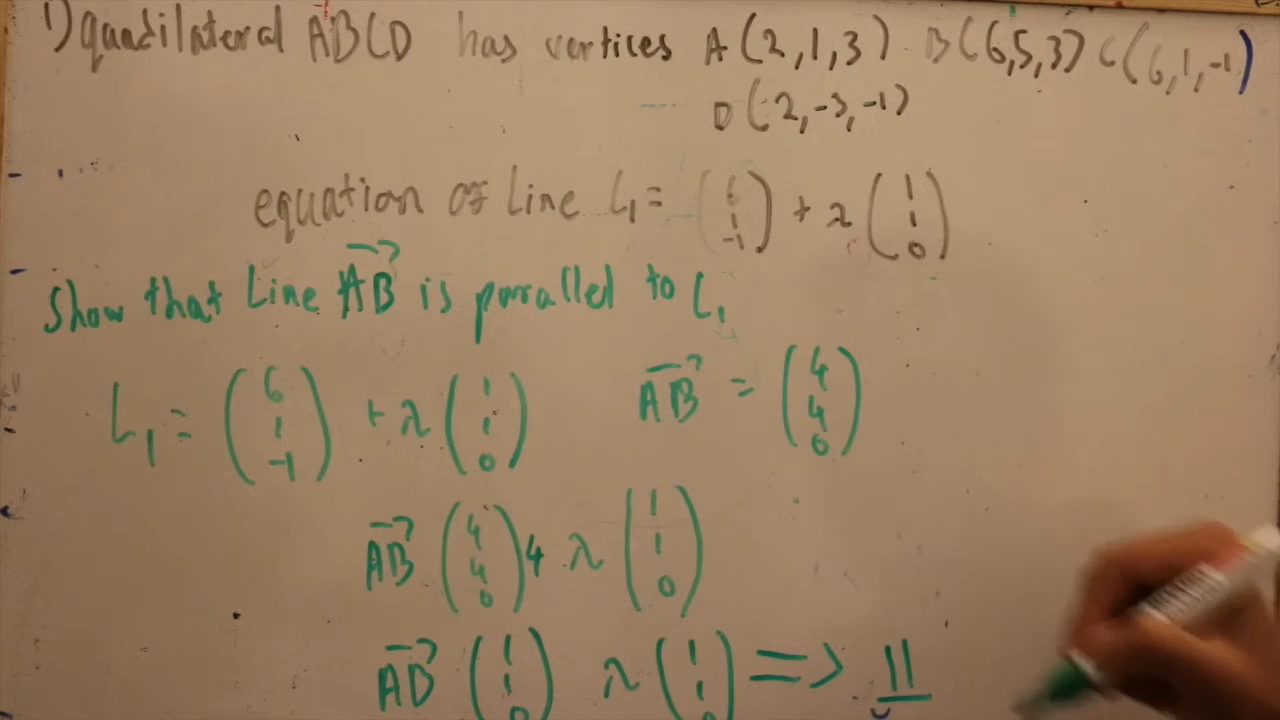 1) quadilateral ABCD has vertices A(2,1,3) B(6,5,3) C(6,1,-1)
D(2,-3,-1)
equation of Line L₁ = (6 1 -1) + λ (1 1 0)
Show that Line AB is parallel to L₁
L₁ = (6 1 -1) + λ (1 1 0) AB = (4 4 0)
AB (4 4 0) 4 λ (1 1 0)
AB (1 1 0) λ (1 1 0) => 11